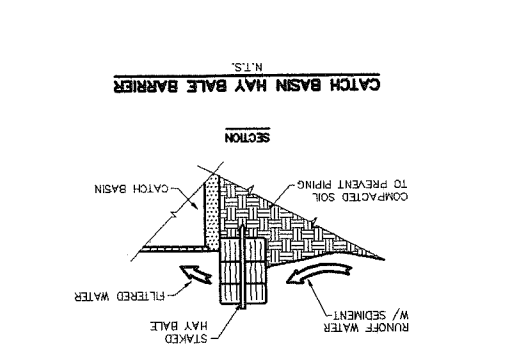 STAKED
HAY BALE
RUNOFF WATER
W/ SEDIMENT
FILTERED WATER
COMPACTED SOIL
TO PREVENT PIPING
CATCH BASIN
SECTION
CATCH BASIN HAY BALE BARRIER
N.T.S.